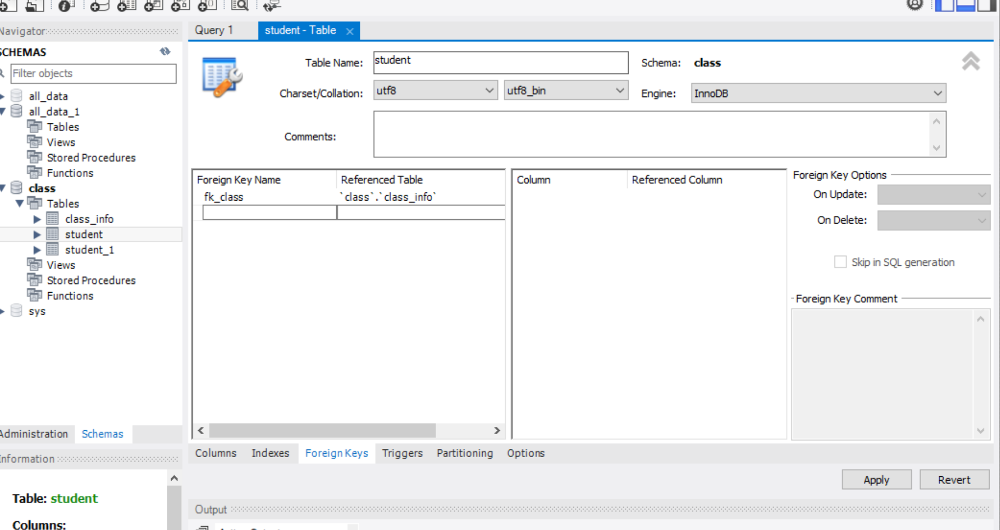 Navigator
SCHEMAS
Filter objects
all_data
all_data_1
Tables
Views
Stored Procedures
Functions
class
Tables
class_info
student
student_1
Views
Stored Procedures
Functions
sys
Administration
Schemas
Information
Table: student
Columns:
Query 1
student - Table
Table Name:
student
Schema:
class
Charset/Collation:
utf8
utf8_bin
Engine:
InnoDB
Comments:
Foreign Key Name
Referenced Table
fk_class
`class`.`class_info`
Column
Referenced Column
Foreign Key Options
On Update:
On Delete:
Skip in SQL generation
Foreign Key Comment
Columns
Indexes
Foreign Keys
Triggers
Partitioning
Options
Apply
Revert
Output